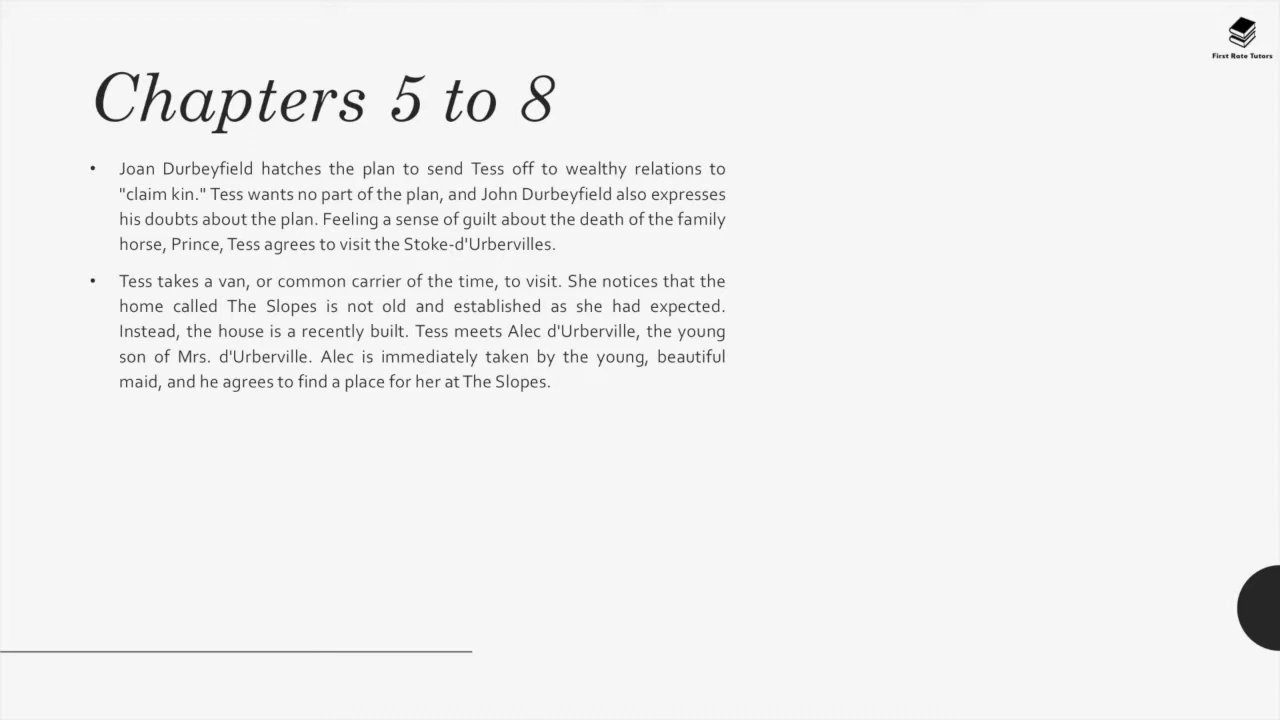 First Rate Tutors
Chapters 5 to 8
• Joan Durbeyfield hatches the plan to send Tess off to wealthy relations to
"claim kin." Tess wants no part of the plan, and John Durbeyfield also expresses
his doubts about the plan. Feeling a sense of guilt about the death of the family
horse, Prince, Tess agrees to visit the Stoke-d'Urbervilles.
• Tess takes a van, or common carrier of the time, to visit. She notices that the
home called The Slopes is not old and established as she had expected.
Instead, the house is a recently built. Tess meets Alec d'Urberville, the young
son of Mrs. d'Urberville. Alec is immediately taken by the young, beautiful
maid, and he agrees to find a place for her at The Slopes.